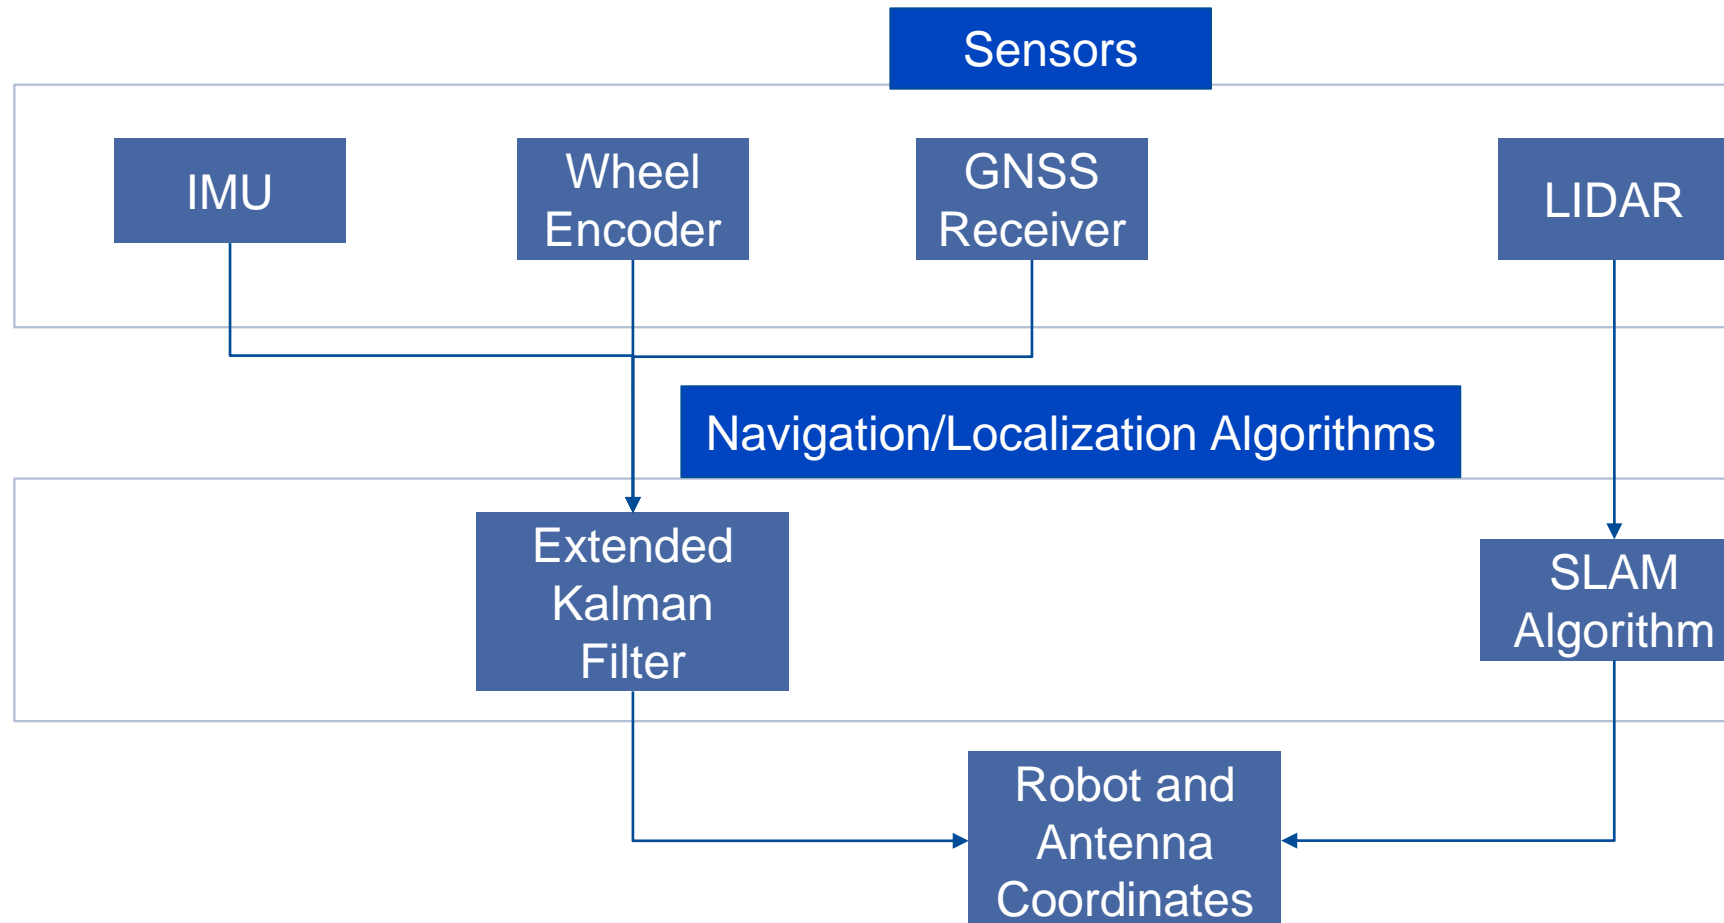 Sensors
IMU
Wheel
Encoder
GNSS
Receiver
LIDAR
Navigation/Localization Algorithms
Extended
Kalman
Filter
SLAM
Algorithm
Robot and
Antenna
Coordinates